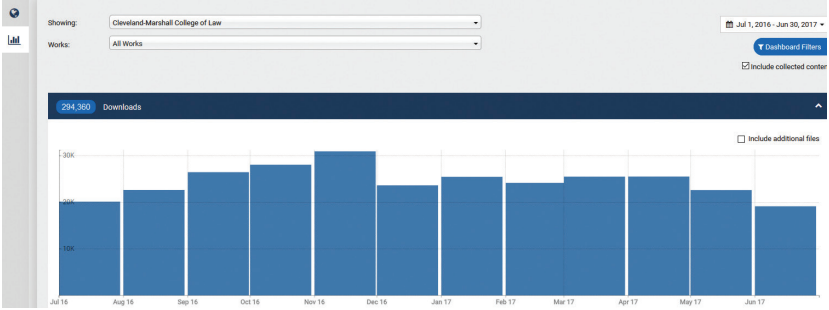 Showing: Cleveland-Marshall College of Law
Jul 1, 2016 - Jun 30, 2017
Works: All Works
Dashboard Filters
Include collected conten
294,360 Downloads
Include additional files
30K
20K
10K
Jul 16 Aug 16 Sep 16 Oct 16 Nov 16 Dec 16 Jan 17 Feb 17 Mar 17 Apr 17 May 17 Jun 17